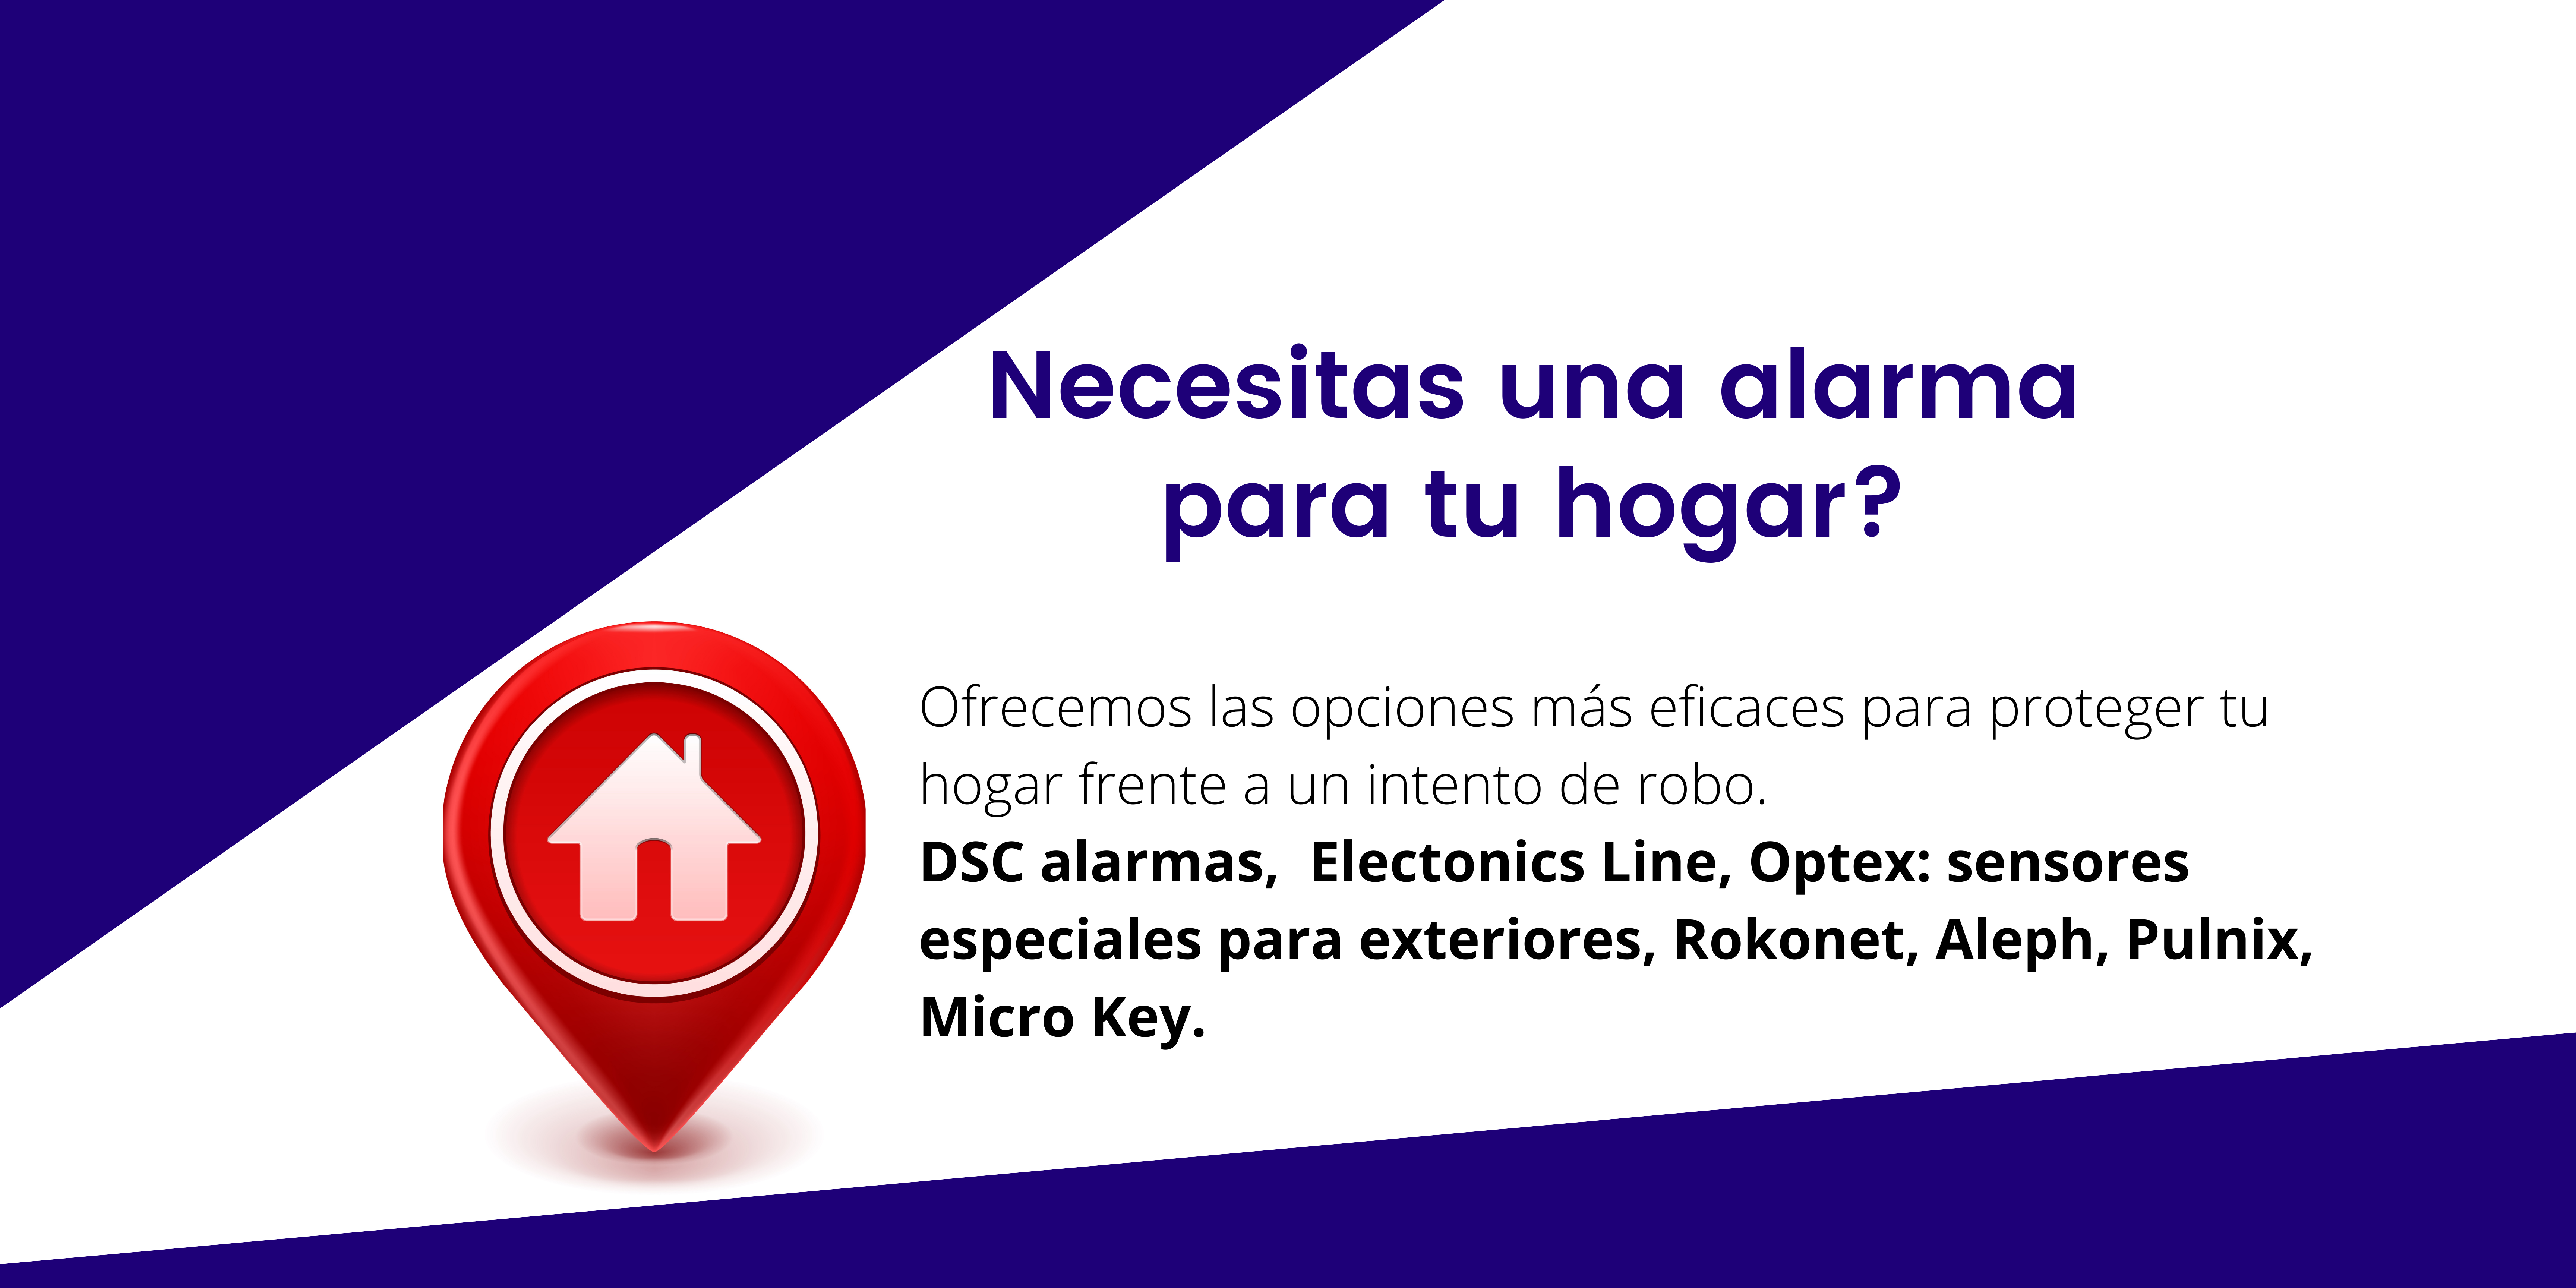 Necesitas una alarma
para tu hogar?
Ofrecemos las opciones más eficaces para proteger tu
hogar frente a un intento de robo.
DSC alarmas,  Electonics Line, Optex: sensores
especiales para exteriores, Rokonet, Aleph, Pulnix,
Micro Key.